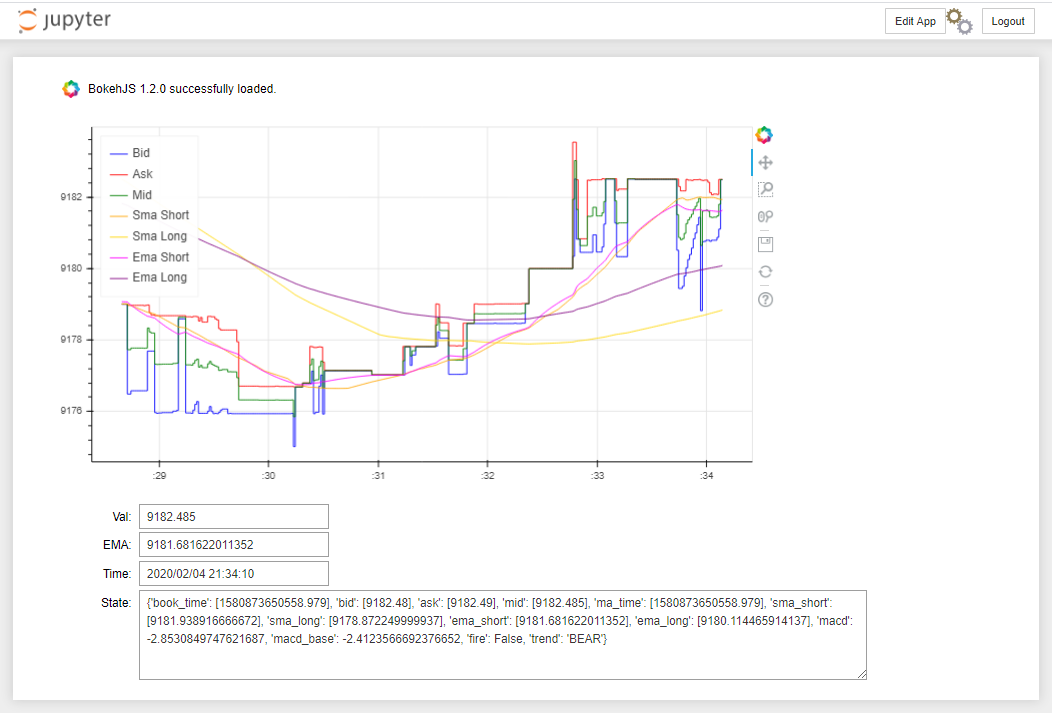 jupyter
Edit App
Logout
BokehJS 1.2.0 successfully loaded.
Bid
Ask
Mid
Sma Short
Sma Long
Ema Short
Ema Long
9182
9180
9178
9176
:29 :30 :31 :32 :33 :34
Val: 9182.485
EMA: 9181.681622011352
Time: 2020/02/04 21:34:10
State: {'book_time': [1580873650558.979], 'bid': [9182.48], 'ask': [9182.49], 'mid': [9182.485], 'ma_time': [1580873650558.979], 'sma_short':
[9181.938916666672], 'sma_long': [9178.872249999937], 'ema_short': [9181.681622011352], 'ema_long': [9180.114465914137], 'macd':
-2.8530849747621687, 'macd_base': -2.4123566692376652, 'fire': False, 'trend': 'BEAR'}